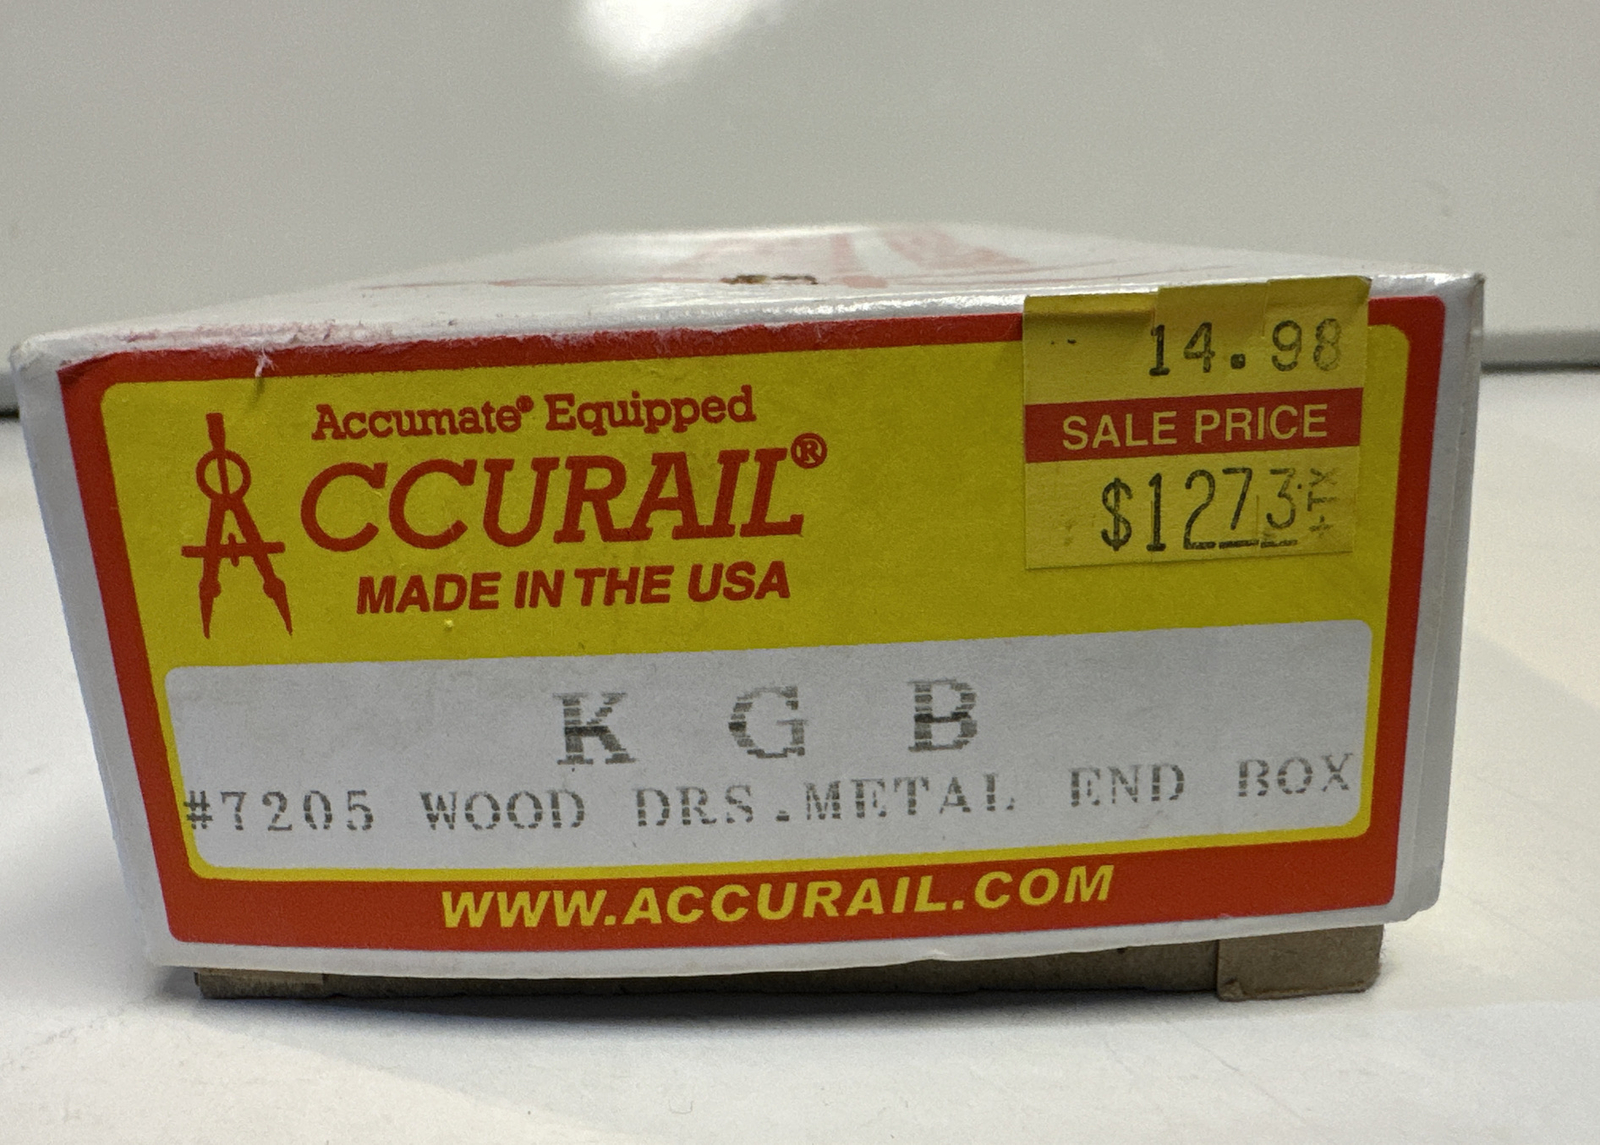 14.98
SALE PRICE
$1273
Accumate® Equipped
ACCURAIL®
MADE IN THE USA
K G B
#7205 WOOD DRS.METAL END BOX
WWW.ACCURAIL.COM